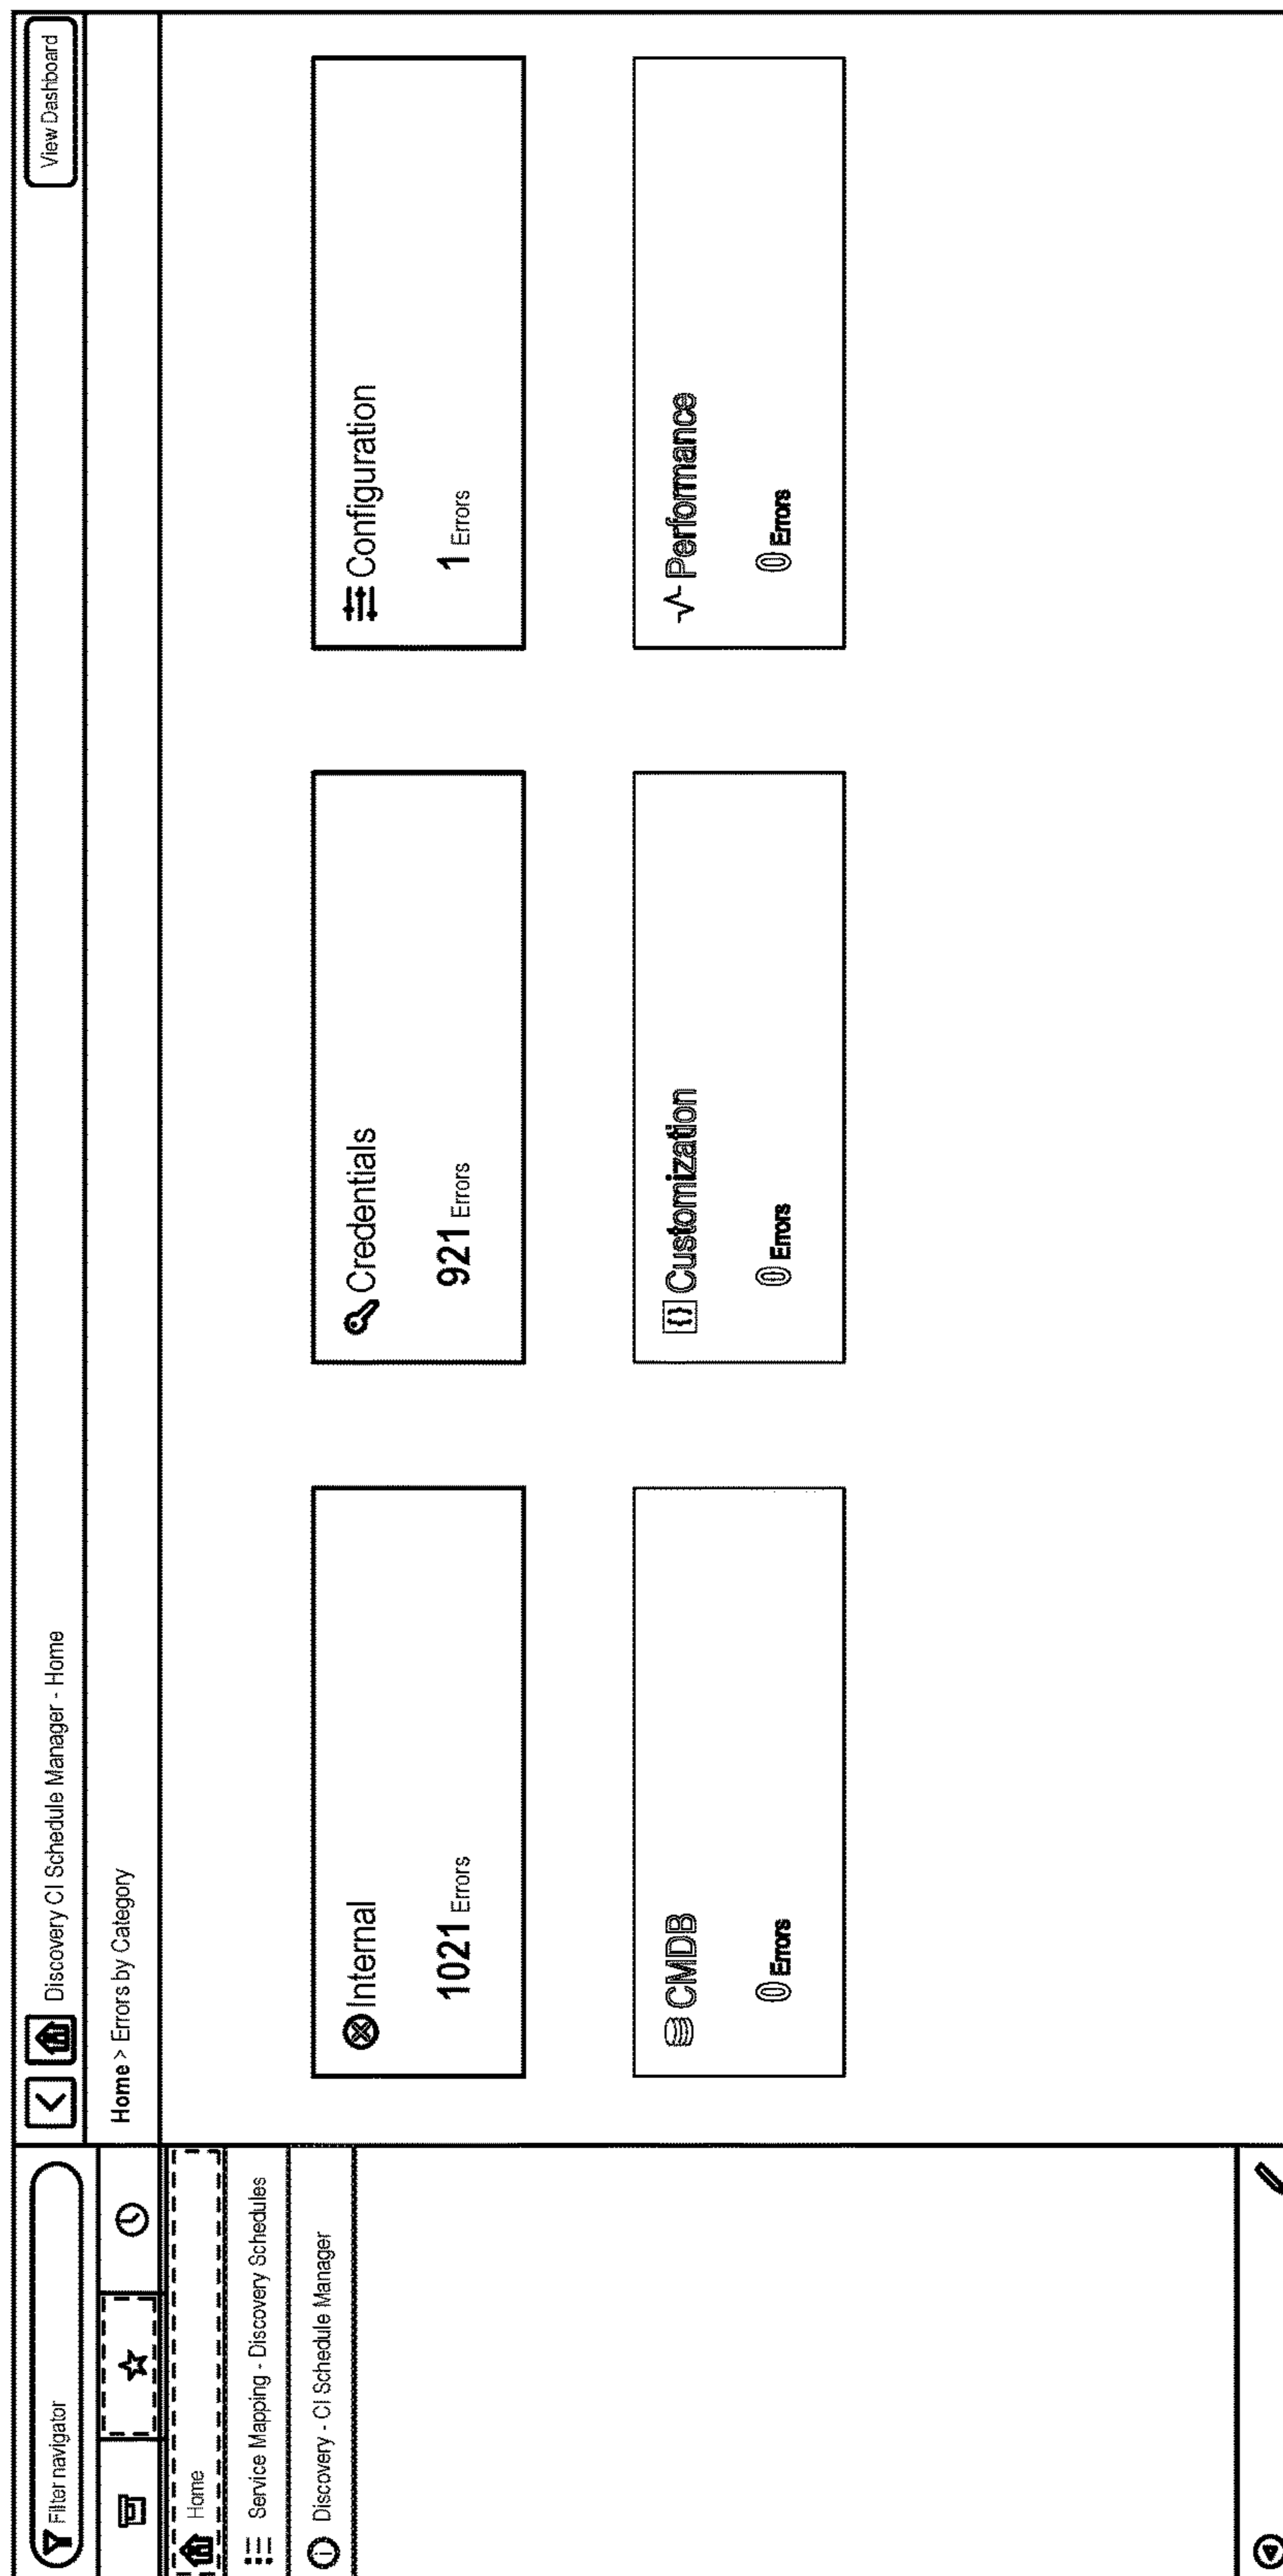 Filter navigator
Discovery CI Schedule Manager - Home
View Dashboard
Home > Errors by Category
Home
Service Mapping - Discovery Schedules
Discovery - CI Schedule Manager
Internal
1021 Errors
Credentials
921 Errors
Configuration
1 Errors
CMDB
0 Errors
Customization
0 Errors
Performance
0 Errors